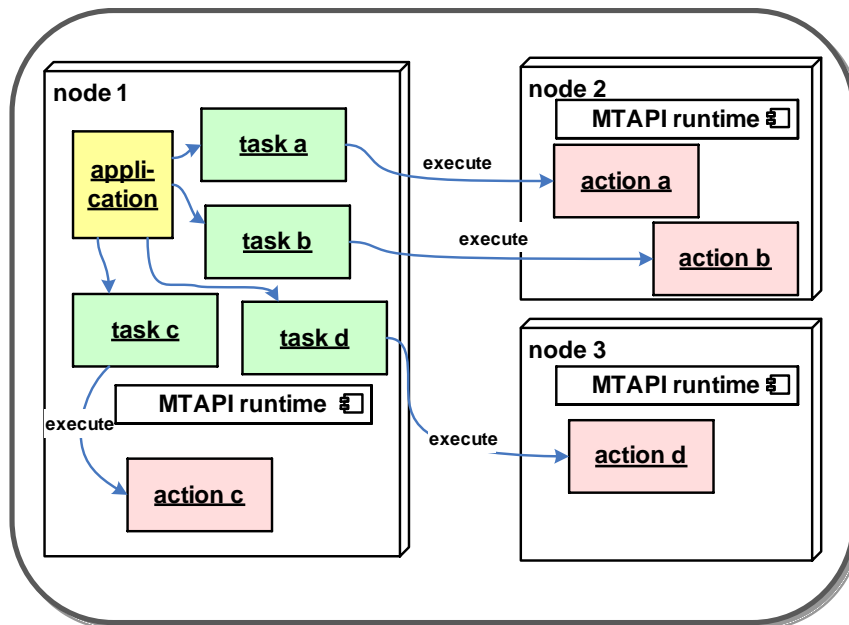 node 1
appli-
cation
task a
task b
task c
task d
MTAPI runtime
execute
action c
execute
execute
execute
node 2
MTAPI runtime
action a
action b
node 3
MTAPI runtime
action d